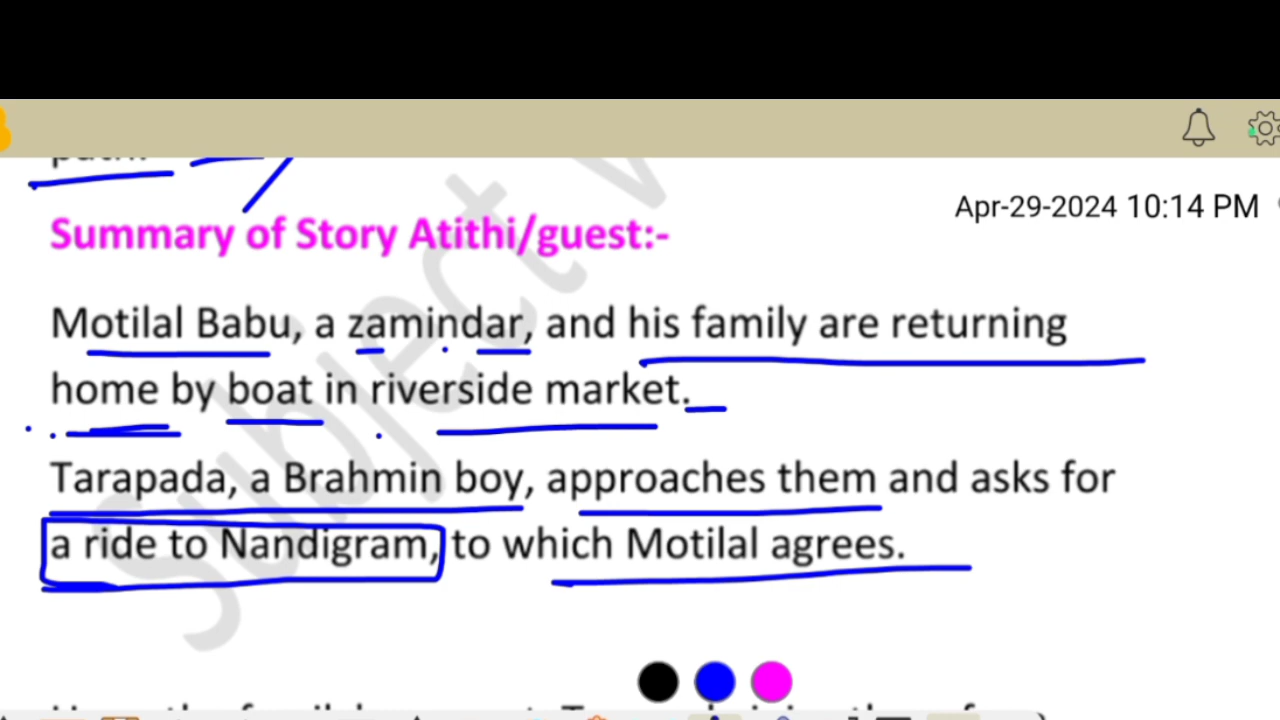 path.
Apr-29-2024 10:14 PM
Summary of Story Atithi/guest:-
Motilal Babu, a zamindar, and his family are returning
home by boat in riverside market.
Tarapada, a Brahmin boy, approaches them and asks for
a ride to Nandigram, to which Motilal agrees.
Subject